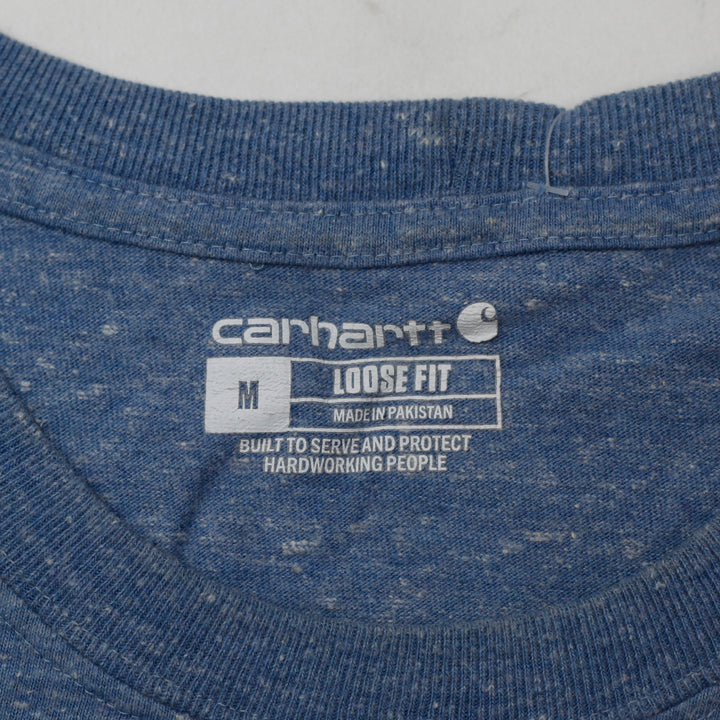 carhartt
M
LOOSE FIT
MADE IN PAKISTAN
BUILT TO SERVE AND PROTECT
HARDWORKING PEOPLE